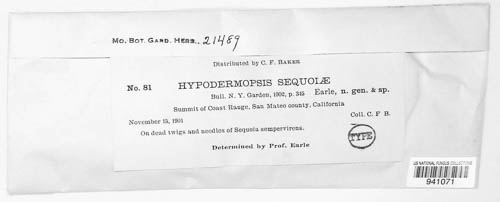 Mo. Bot. Gard. Herb. 21489
Distributed by C. F. Baker
No. 81 HYPODERMOPSIS SEQUOIÆ
Bull. N. Y. Garden, 1902, p. 345 Earle, n. gen. & sp.
Summit of Coast Range, San Mateo county, California
November 15, 1901 Coll. C. F B.
On dead twigs and needles of Sequoia sempervirens.
TYPE
Determined by Prof. Earle
US NATIONAL FUNGUS COLLECTIONS
941071